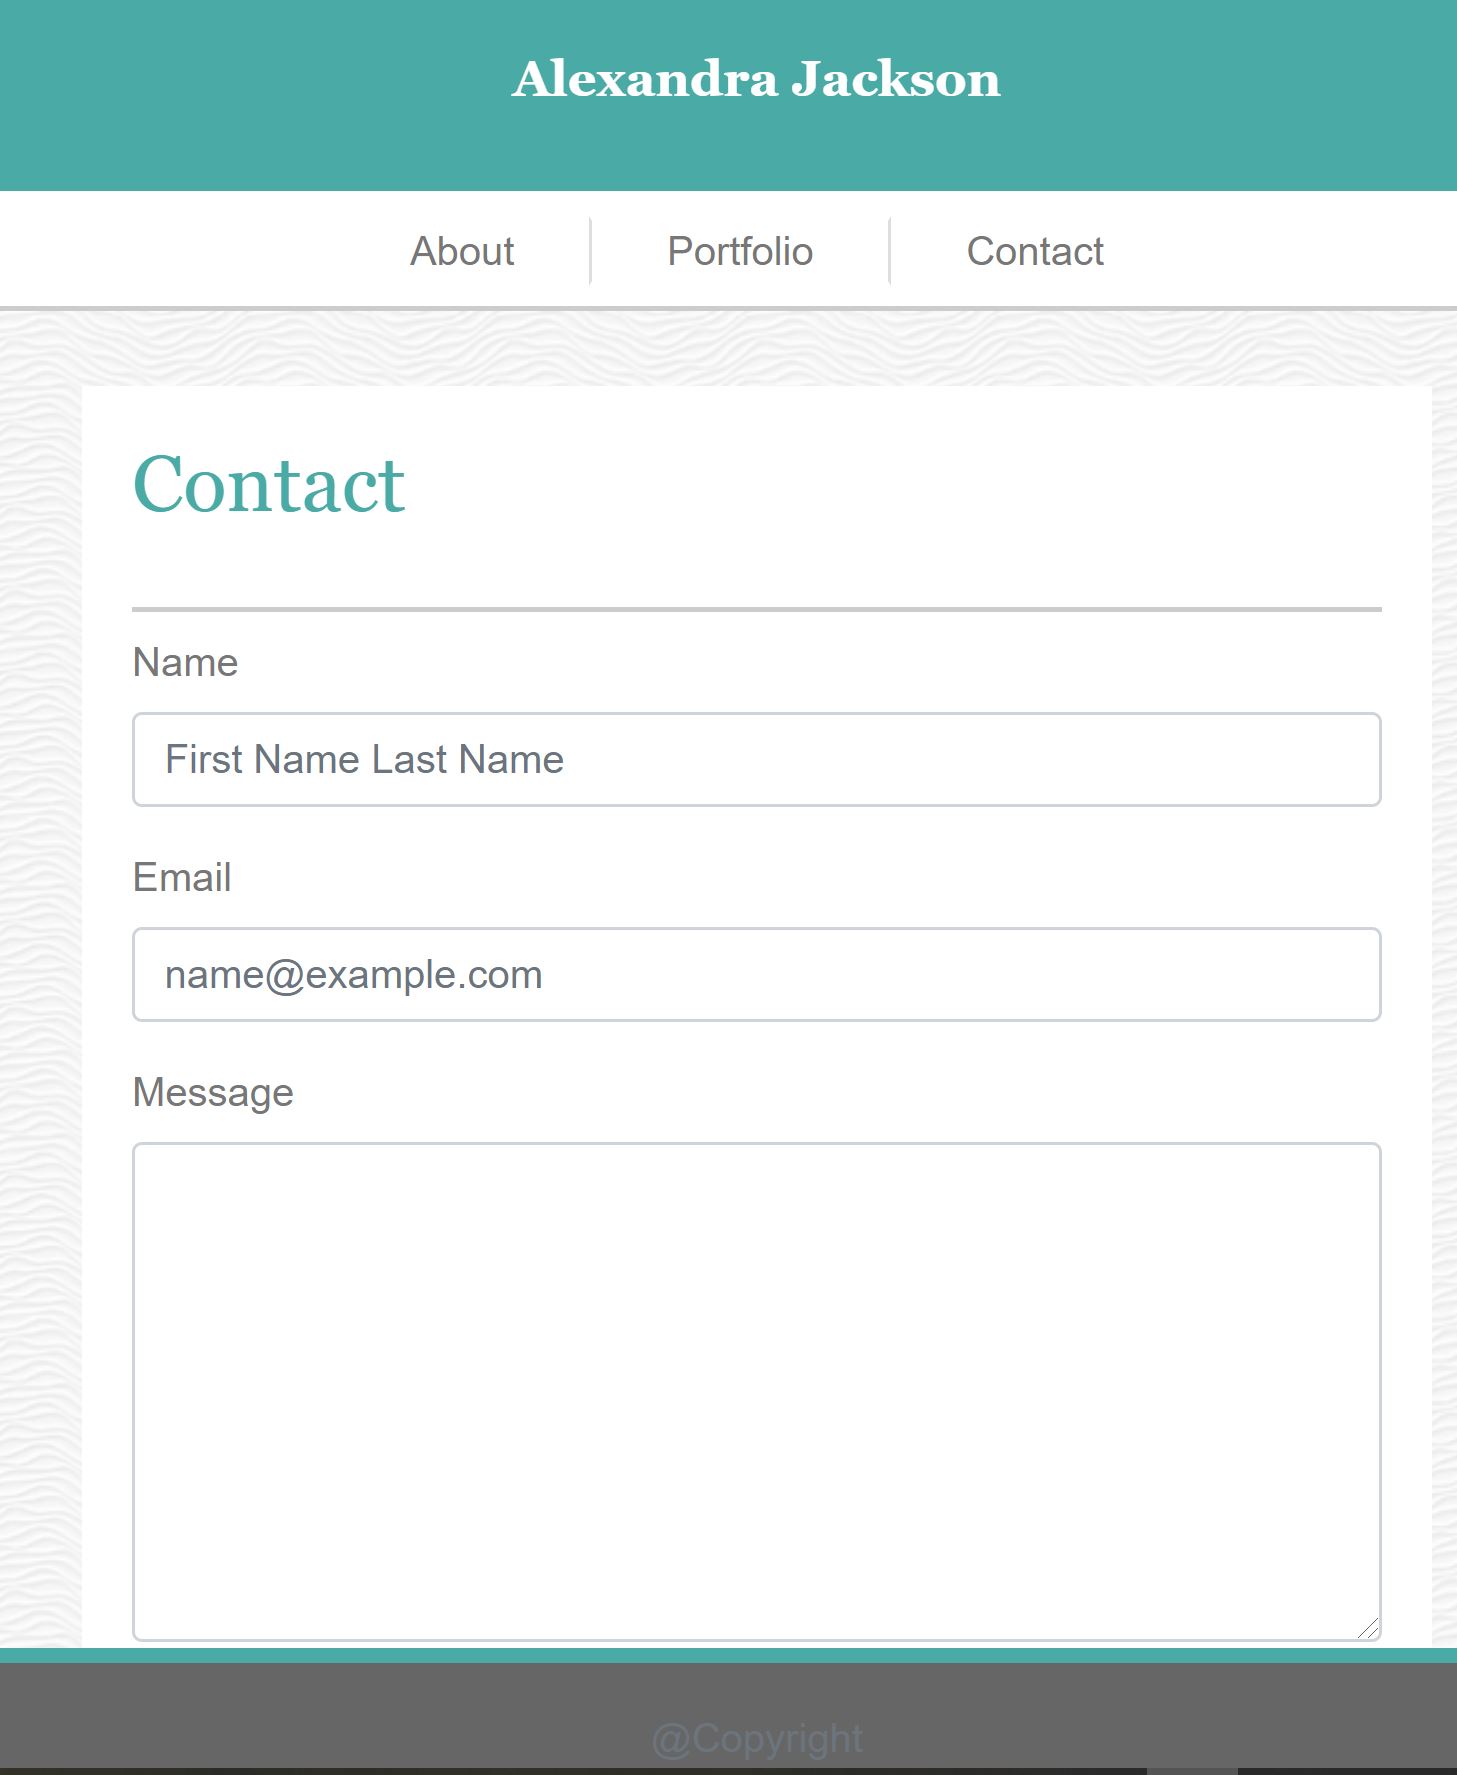 Alexandra Jackson
About Portfolio Contact
Contact
Name
First Name Last Name
Email
name@example.com
Message
@Copyright